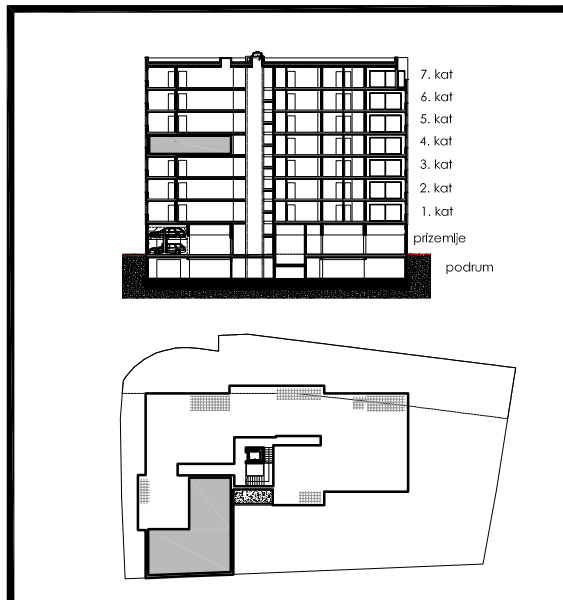 7. kat
6. kat
5. kat
4. kat
3. kat
2. kat
1. kat
prizemlje
podrum